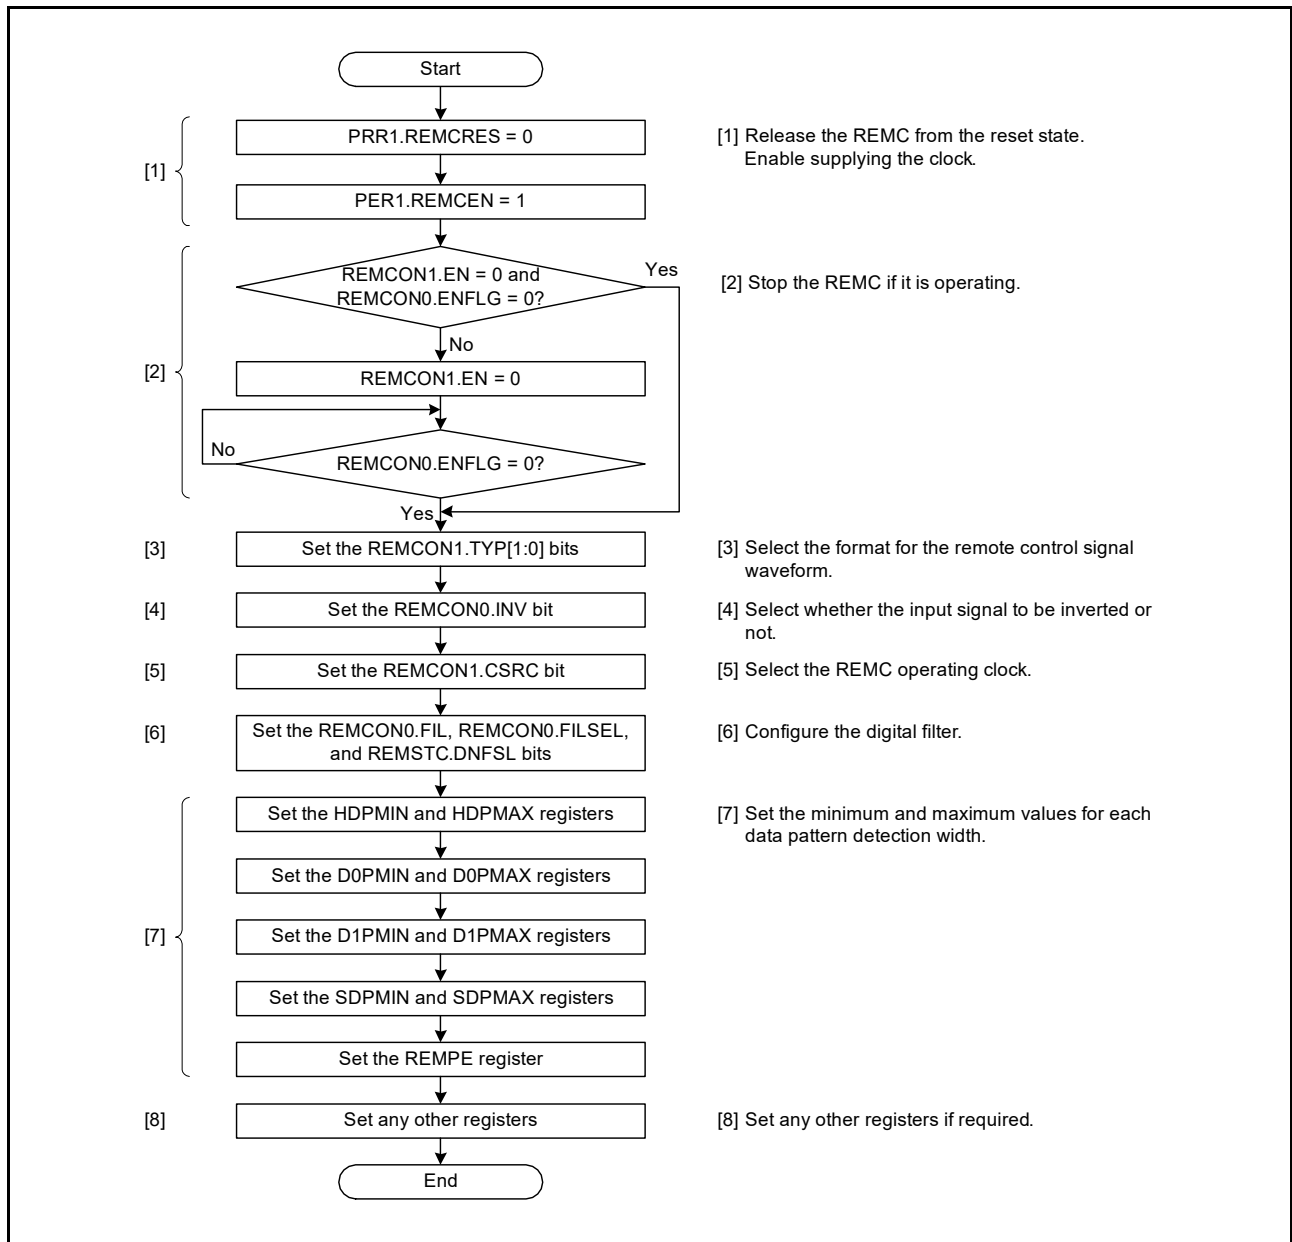 Start
PRR1.REMCRES = 0
[1] Release the REMC from the reset state.
Enable supplying the clock.
[1]
PER1.REMCEN = 1
REMCON1.EN = 0 and
REMCON0.ENFLG = 0?
Yes
[2] Stop the REMC if it is operating.
No
[2]
REMCON1.EN = 0
No
REMCON0.ENFLG = 0?
Yes
[3]
Set the REMCON1.TYP[1:0] bits
[3] Select the format for the remote control signal
waveform.
[4]
Set the REMCON0.INV bit
[4] Select whether the input signal to be inverted or
not.
[5]
Set the REMCON1.CSRC bit
[5] Select the REMC operating clock.
[6]
Set the REMCON0.FIL, REMCON0.FILSEL,
and REMSTC.DNFSL bits
[6] Configure the digital filter.
Set the HDPMIN and HDPMAX registers
[7] Set the minimum and maximum values for each
data pattern detection width.
Set the D0PMIN and D0PMAX registers
[7]
Set the D1PMIN and D1PMAX registers
Set the SDPMIN and SDPMAX registers
Set the REMPE register
[8]
Set any other registers
[8] Set any other registers if required.
End